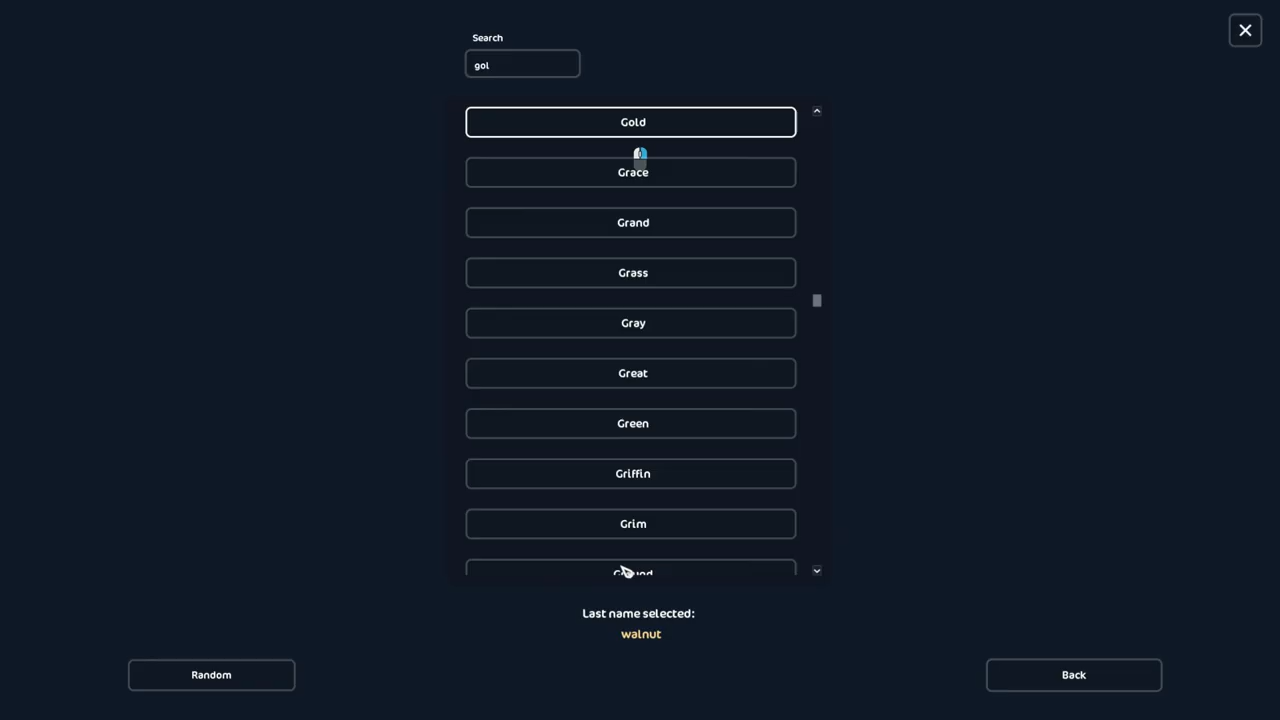 Search
gol
Gold
Grace
Grand
Grass
Gray
Great
Green
Griffin
Grim
Last name selected:
walnut
Random
Back